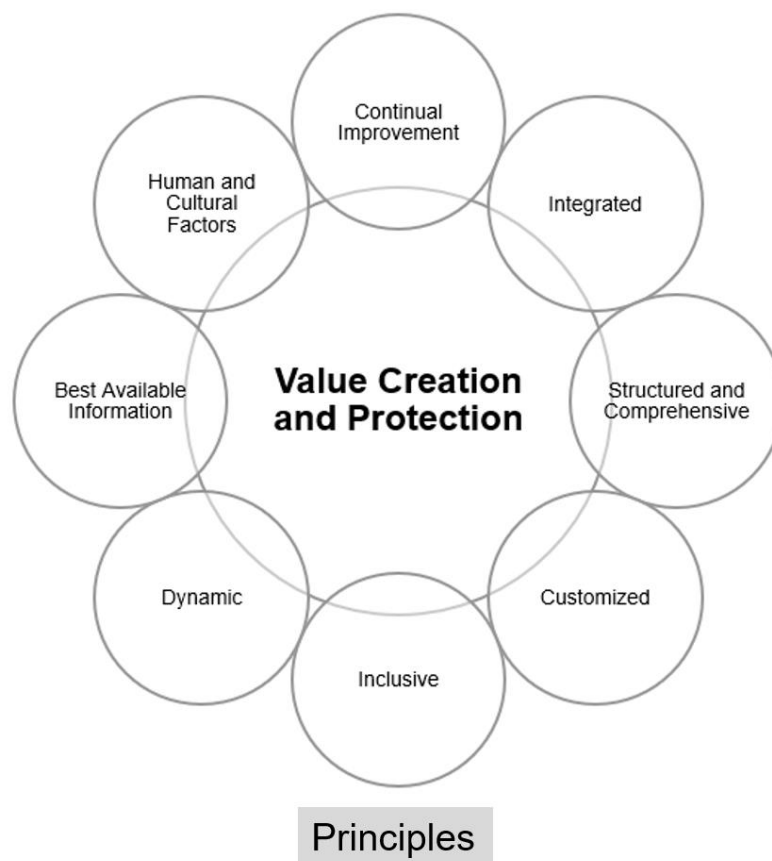 Continual
Improvement
Integrated
Structured and
Comprehensive
Customized
Inclusive
Dynamic
Best Available
Information
Human and
Cultural
Factors
Value Creation
and Protection
Principles